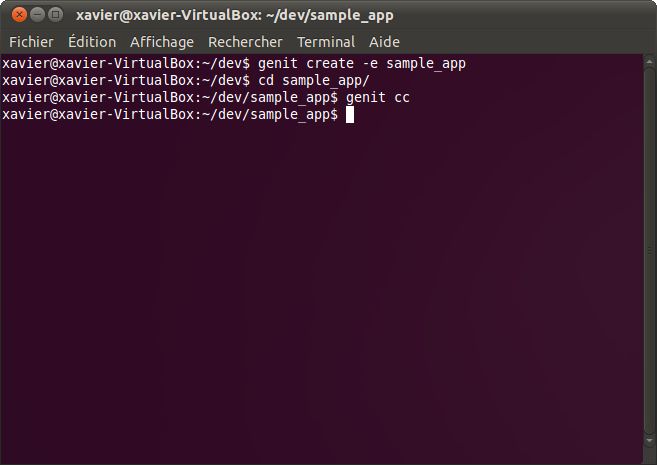 xavier@xavier-VirtualBox: ~/dev/sample_app
Fichier Édition Affichage Rechercher Terminal Aide
xavier@xavier-VirtualBox:~/dev$ genit create -e sample_app
xavier@xavier-VirtualBox:~/dev$ cd sample_app/
xavier@xavier-VirtualBox:~/dev/sample_app$ genit cc
xavier@xavier-VirtualBox:~/dev/sample_app$